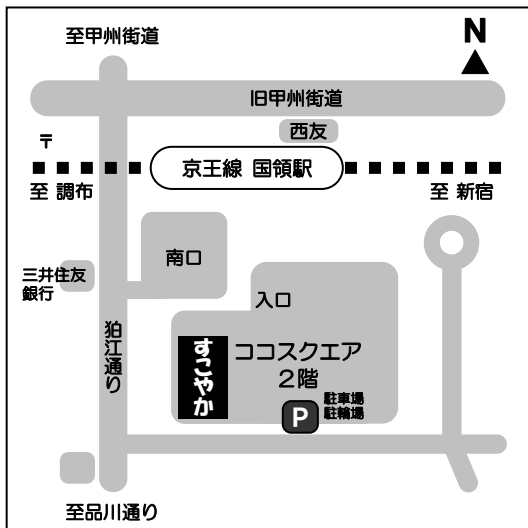 至甲州街道
N
旧甲州街道
西友
〒
京王線 国領駅
至 調布
至 新宿
南口
三井住友
銀行
入口
狛江通り
すこやか
ココスクエア
2階
駐車場
駐輪場
P
至品川通り